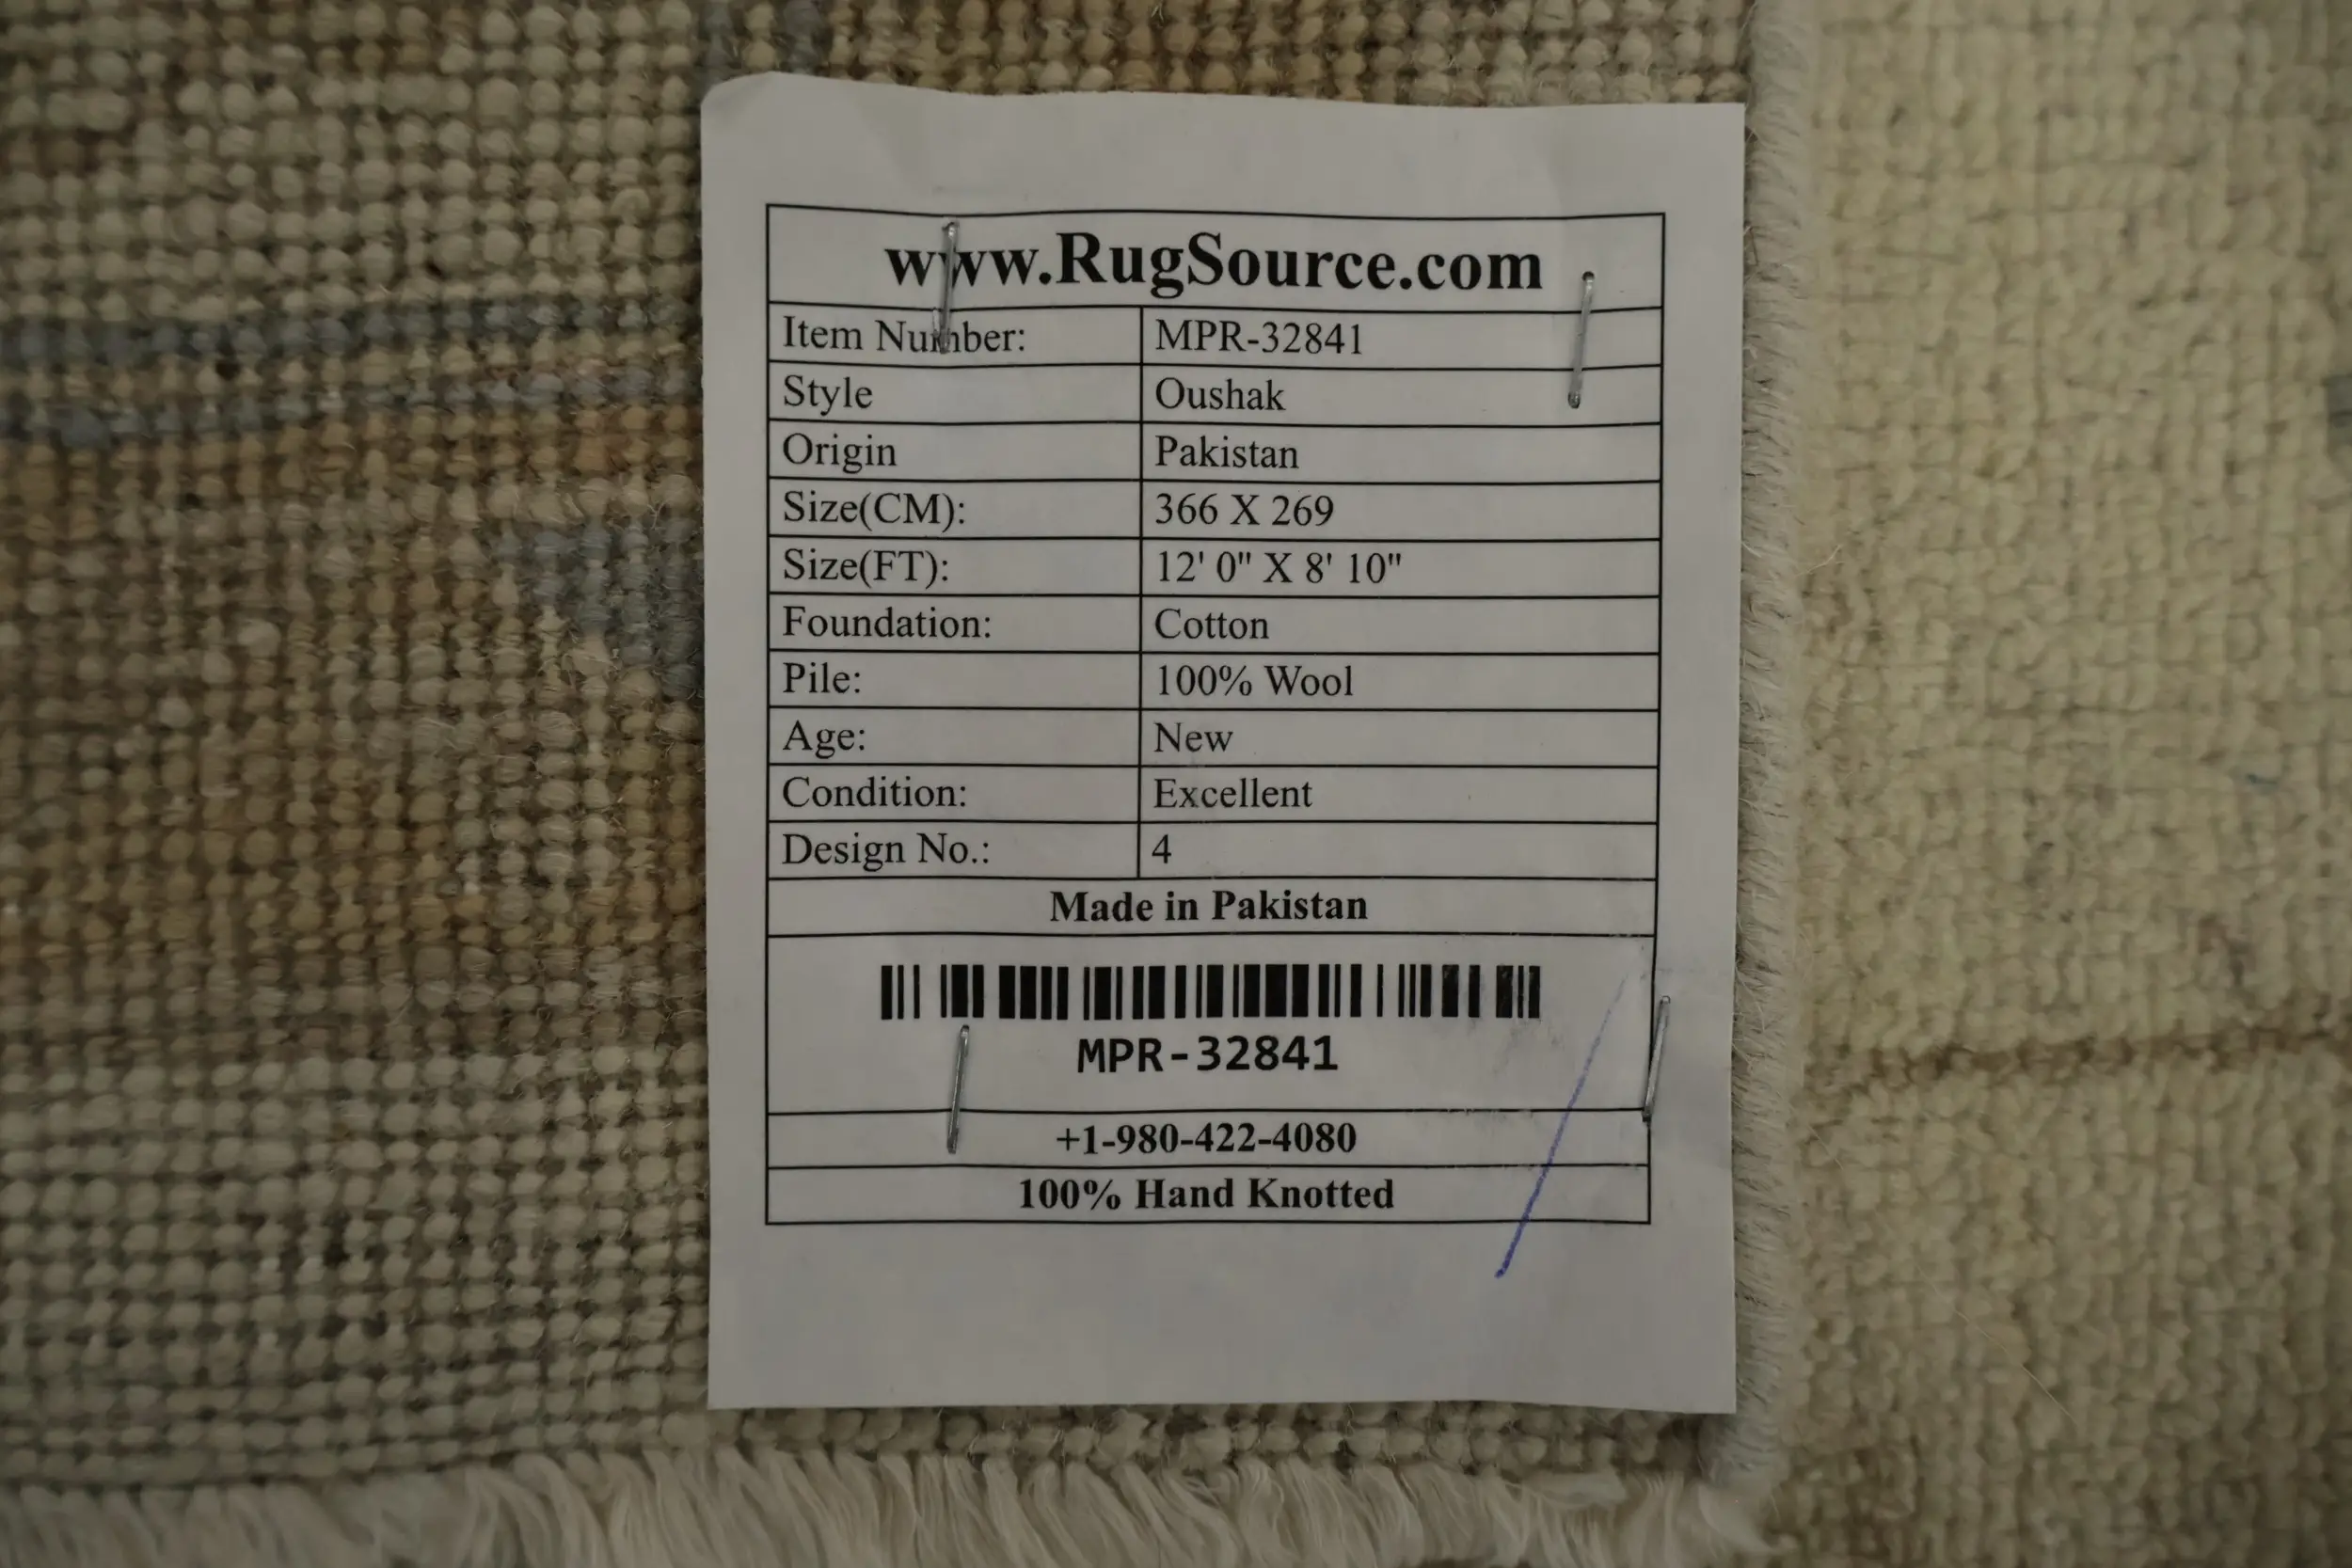 www.RugSource.com
Item Number: MPR-32841
Style Oushak
Origin Pakistan
Size(CM): 366 X 269
Size(FT): 12' 0" X 8' 10"
Foundation: Cotton
Pile: 100% Wool
Age: New
Condition: Excellent
Design No.: 4
Made in Pakistan
MPR-32841
+1-980-422-4080
100% Hand Knotted